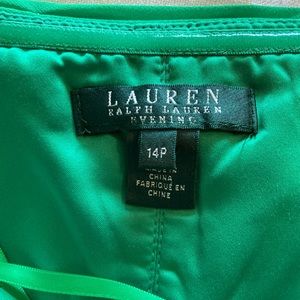 LAUREN
RALPH LAUREN
EVENING
14P
MADE IN
CHINA
FABRIQUÉ EN
CHINE